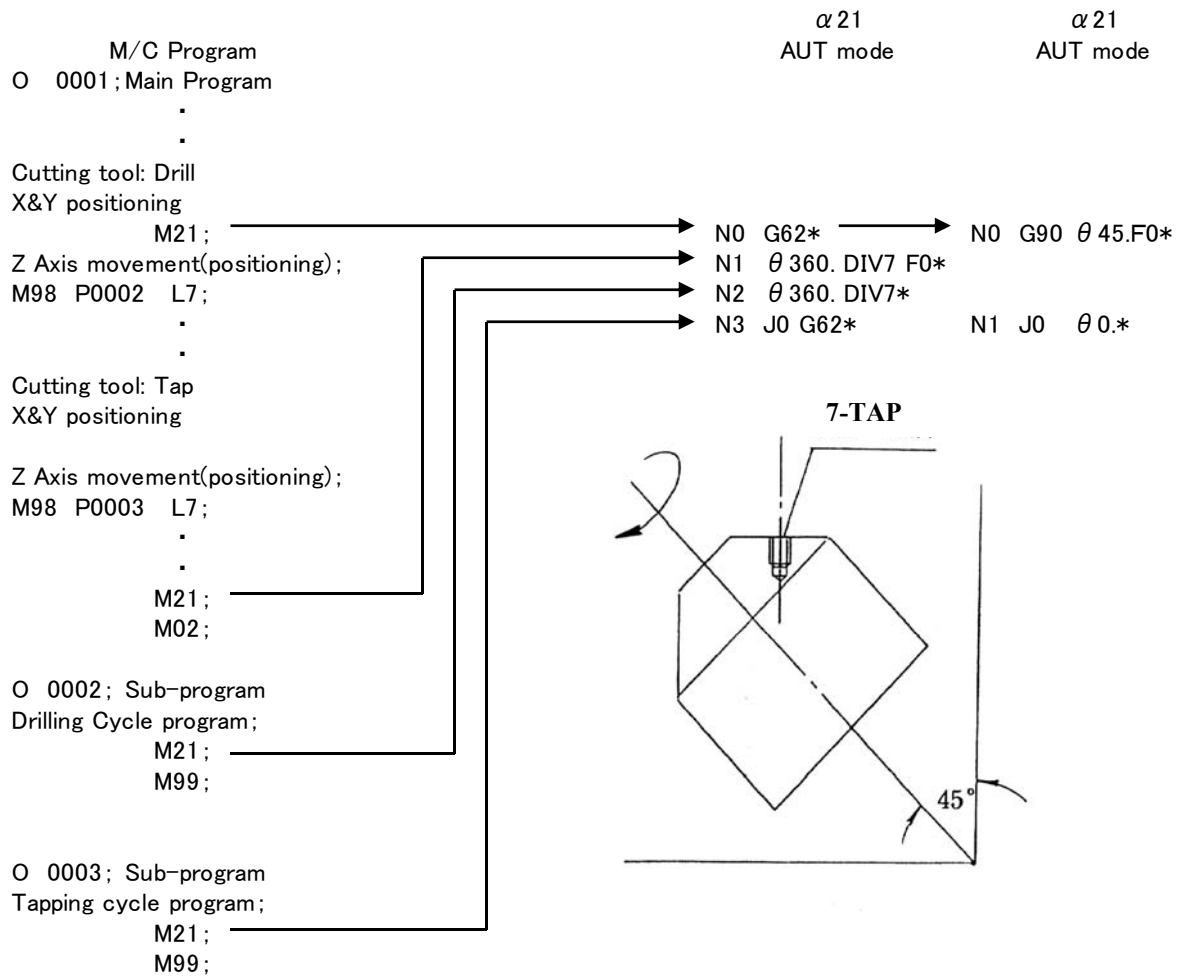 α21 α21
M/C Program AUT mode AUT mode
O 0001;Main Program
・
・
Cutting tool: Drill
X&Y positioning
M21; N0 G62* N0 G90 θ45.F0*
Z Axis movement(positioning); N1 θ360. DIV7 F0*
M98 P0002 L7; N2 θ360. DIV7*
・ N3 J0 G62* N1 J0 θ0.*
・
Cutting tool: Tap
X&Y positioning 7-TAP
Z Axis movement(positioning);
M98 P0003 L7;
・
・
M21;
M02;
O 0002; Sub-program
Drilling Cycle program;
M21;
M99;
45°
O 0003; Sub-program
Tapping cycle program;
M21;
M99;